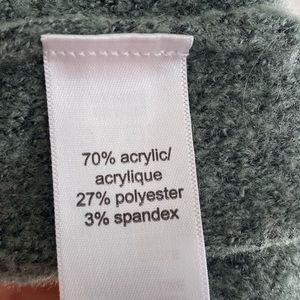 70% acrylic/
acrylique
27% polyester
3% spandex